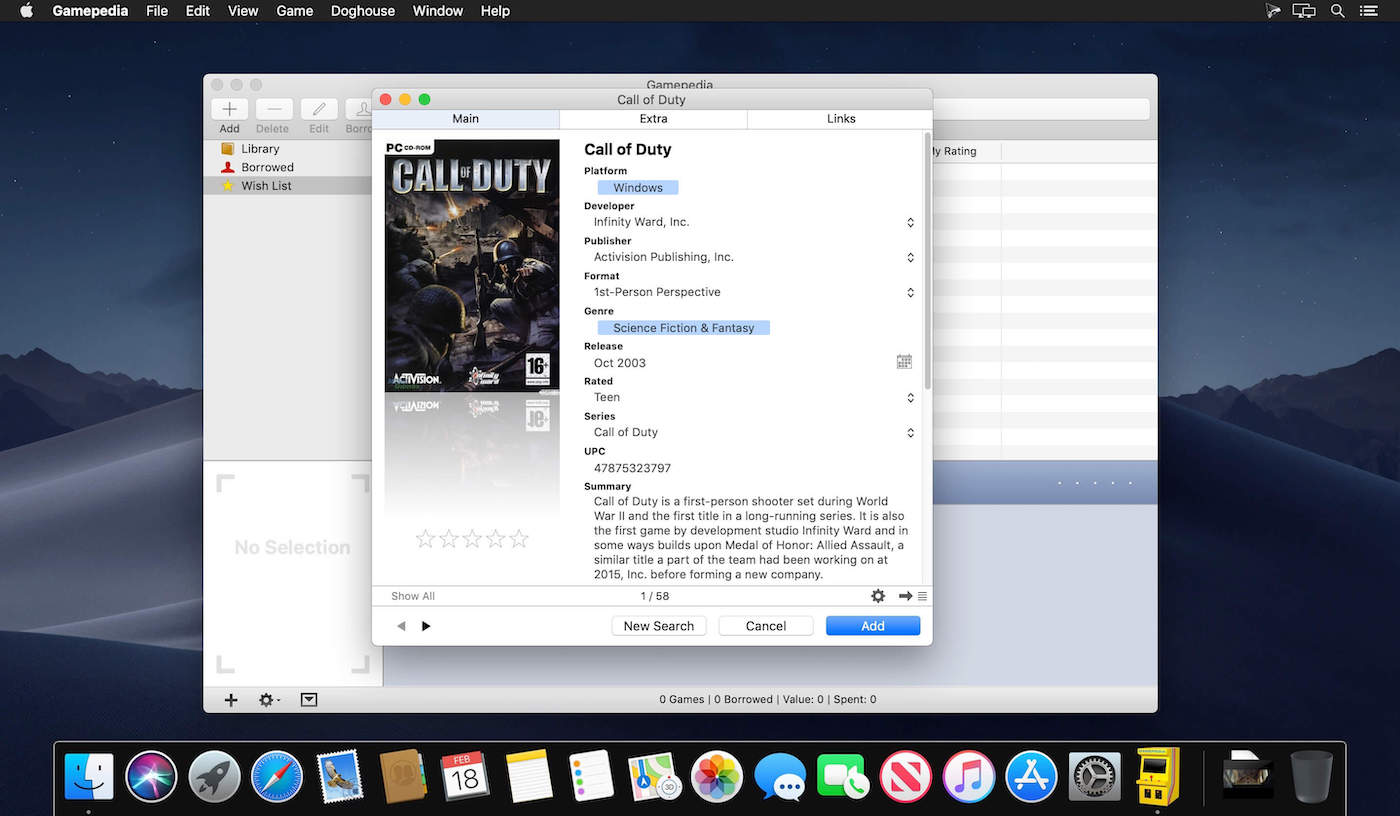 Gamepedia File Edit View Game Doghouse Window Help
Gamepedia
Call of Duty
Main Extra Links
Add Delete Edit
My Rating
Library
Borrowed
Wish List
PC CD-ROM
CALL OF DUTY
16+
ACTIVISION
Infinity Ward
Call of Duty
Platform
Windows
Developer
Infinity Ward, Inc.
Publisher
Activision Publishing, Inc.
Format
1st-Person Perspective
Genre
Science Fiction & Fantasy
Release
Oct 2003
Rated
Teen
Series
Call of Duty
UPC
47875323797
Summary
Call of Duty is a first-person shooter set during World
War II and the first title in a long-running series. It is also
the first game by development studio Infinity Ward and in
some ways builds upon Medal of Honor: Allied Assault, a
similar title a part of the team had been working on at
2015, Inc. before forming a new company.
No Selection
Show All 1 / 58
New Search Cancel Add
0 Games | 0 Borrowed | Value: 0 | Spent: 0
FEB
18
30